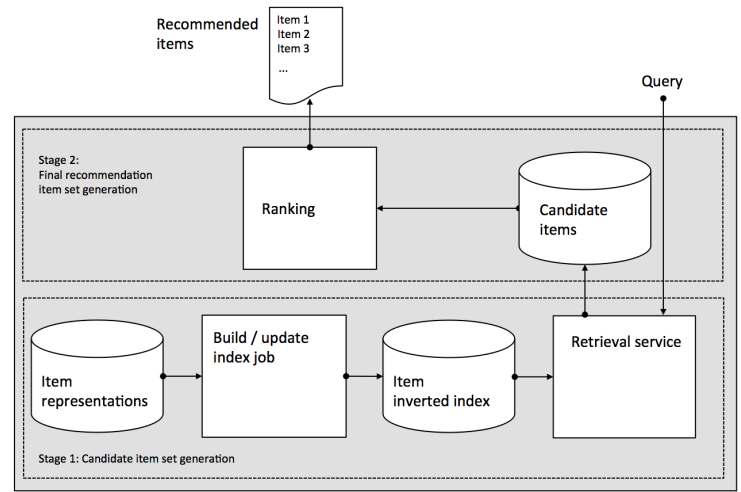 Recommended
items
Item 1
Item 2
Item 3
...
Query
Stage 2:
Final recommendation
item set generation
Ranking
Candidate
items
Build / update
index job
Retrieval service
Item
representations
Item
inverted index
Stage 1: Candidate item set generation